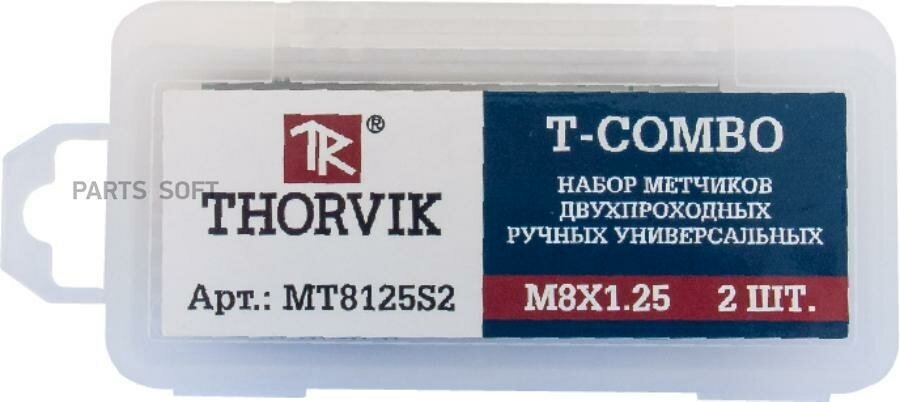 TR®
PARTS SOFT
THORVIK
Арт.: MT8125S2
T-COMBO
НАБОР МЕТЧИКОВ
ДВУХПРОХОДНЫХ
РУЧНЫХ УНИВЕРСАЛЬНЫХ
M8X1.25 2 ШТ.